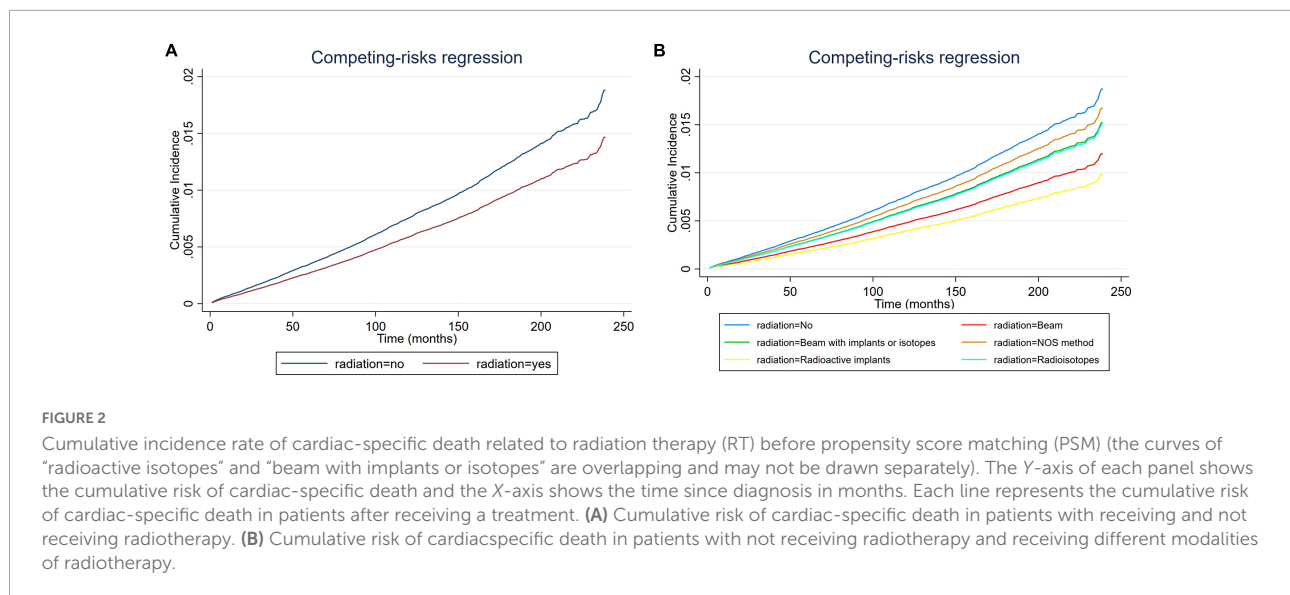 A
Competing-risks regression
Cumulative Incidence
.02
.015
.01
.005
0
0 50 100 150 200 250
Time (months)
radiation=no radiation=yes
B
Competing-risks regression
Cumulative Incidence
.02
.015
.01
.005
0
0 50 100 150 200 250
Time (months)
radiation=No radiation=Beam
radiation=Beam with implants or isotopes radiation=NOS method
radiation=Radioactive implants radiation=Radioisotopes
FIGURE 2
Cumulative incidence rate of cardiac-specific death related to radiation therapy (RT) before propensity score matching (PSM) (the curves of
“radioactive isotopes” and “beam with implants or isotopes” are overlapping and may not be drawn separately). The Y-axis of each panel shows
the cumulative risk of cardiac-specific death and the X-axis shows the time since diagnosis in months. Each line represents the cumulative risk
of cardiac-specific death in patients after receiving a treatment. (A) Cumulative risk of cardiac-specific death in patients with receiving and not
receiving radiotherapy. (B) Cumulative risk of cardiacspecific death in patients with not receiving radiotherapy and receiving different modalities
of radiotherapy.